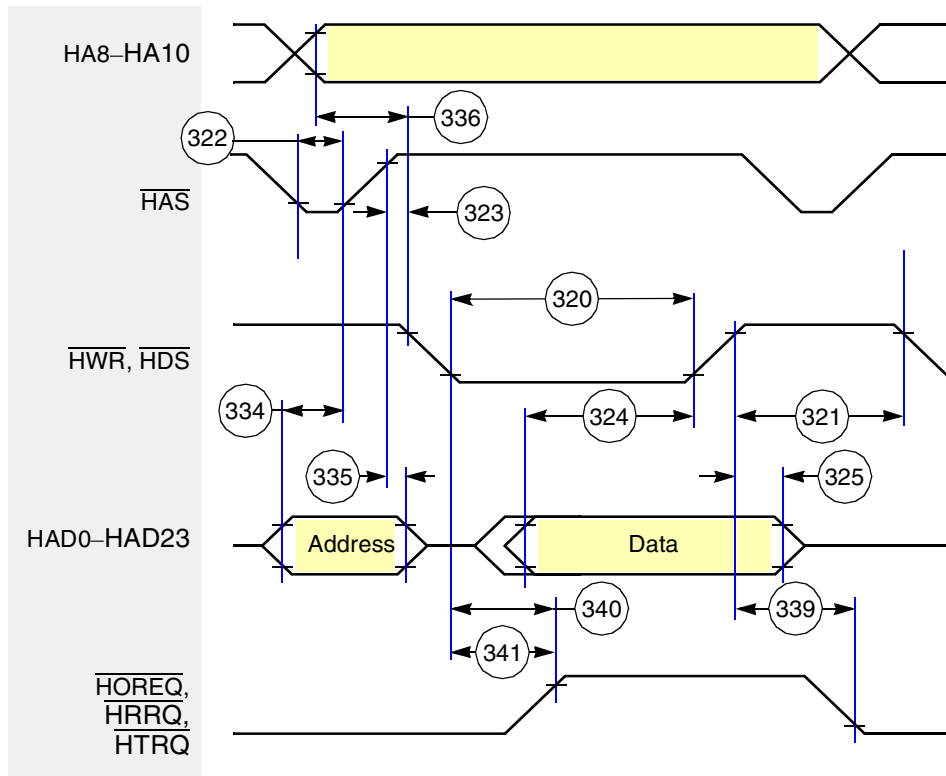 HA8–HA10
336
322
HAS
323
320
HWR, HDS
334
324
321
335
325
HAD0–HAD23
Address
Data
340
339
341
HOREQ,
HRRQ,
HTRQ